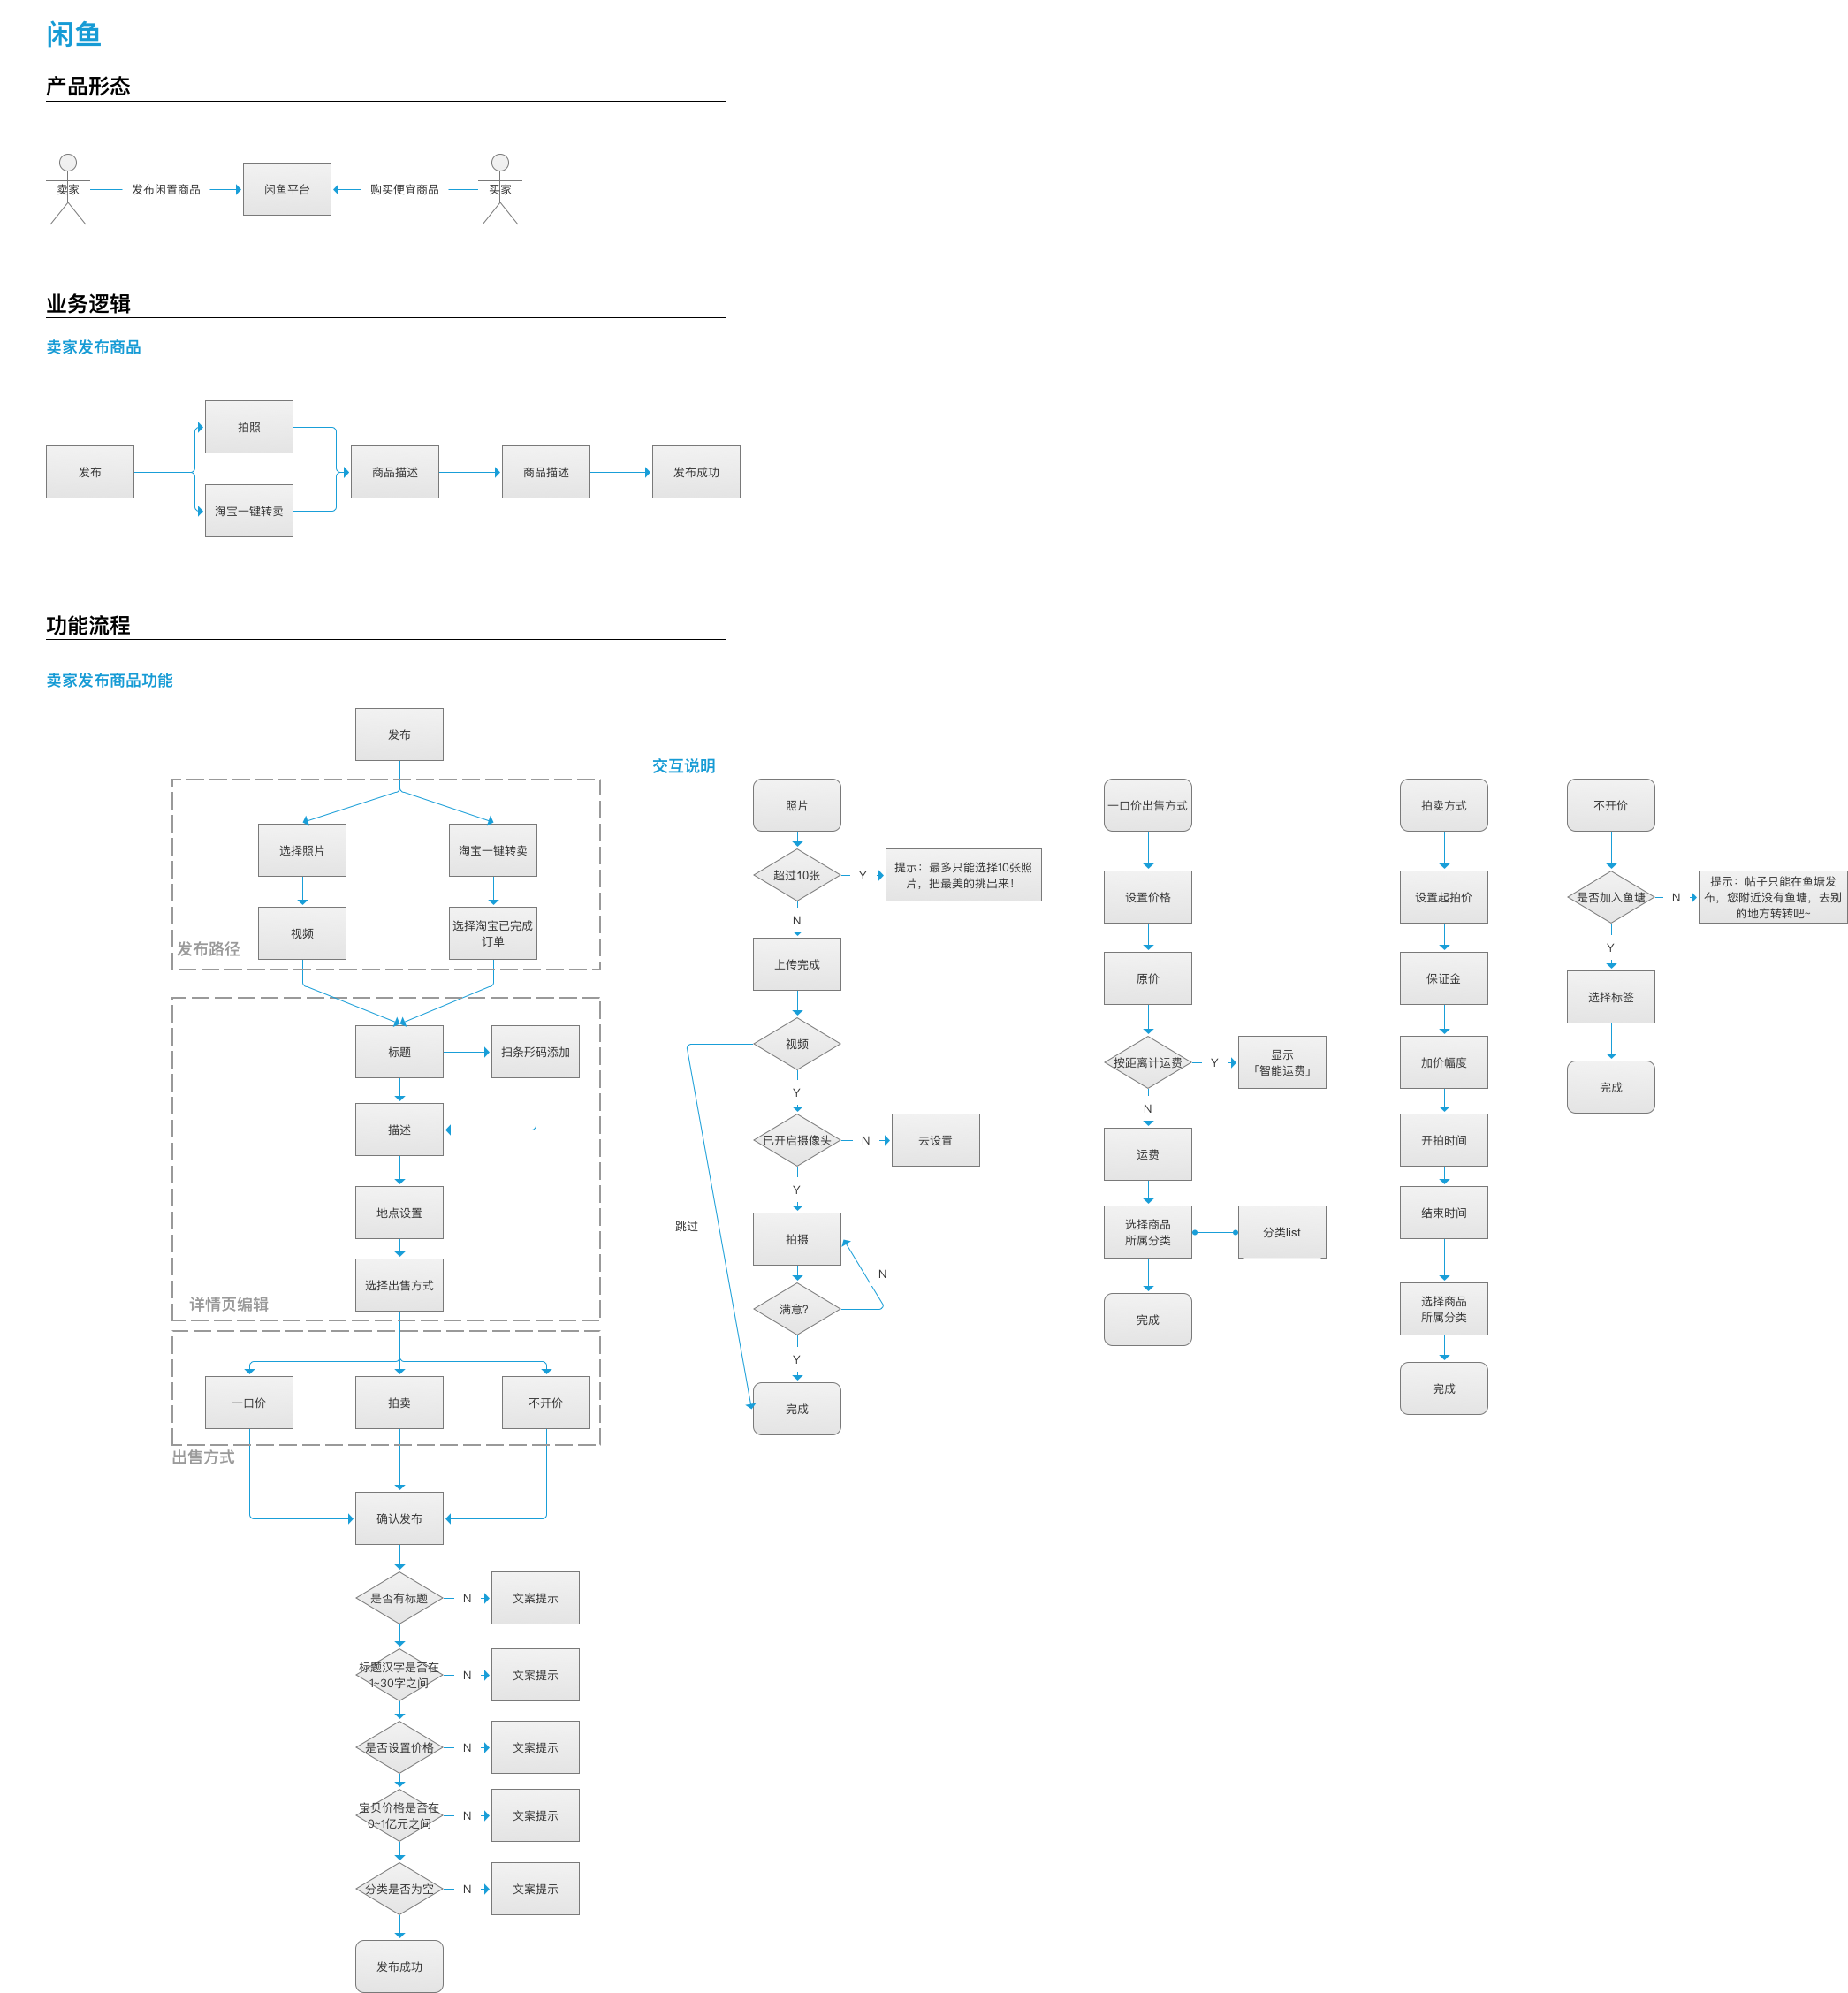 闲鱼
产品形态
卖家
发布闲置商品
闲鱼平台
购买便宜商品
买家
业务逻辑
卖家发布商品
发布
拍照
淘宝一键转卖
商品描述
商品描述
发布成功
功能流程
卖家发布商品功能
发布
选择照片
淘宝一键转卖
视频
选择淘宝已完成
订单
发布路径
标题
扫条形码添加
描述
地点设置
选择出售方式
详情页编辑
一口价
拍卖
不开价
出售方式
确认发布
是否有标题
N
文案提示
标题汉字是否在
1~30字之间
N
文案提示
是否设置价格
N
文案提示
宝贝价格是否在
0~1亿元之间
N
文案提示
分类是否为空
N
文案提示
发布成功
交互说明
照片
超过10张
Y
提示：最多只能选择10张照
片，把最美的挑出来！
N
上传完成
视频
Y
已开启摄像头
N
去设置
Y
跳过
拍摄
N
满意？
Y
完成
一口价出售方式
设置价格
原价
按距离计运费
Y
显示
「智能运费」
N
运费
选择商品
所属分类
分类list
完成
拍卖方式
设置起拍价
保证金
加价幅度
开拍时间
结束时间
选择商品
所属分类
完成
不开价
是否加入鱼塘
N
提示：帖子只能在鱼塘发
布，您附近没有鱼塘，去别
的地方转转吧~
Y
选择标签
完成